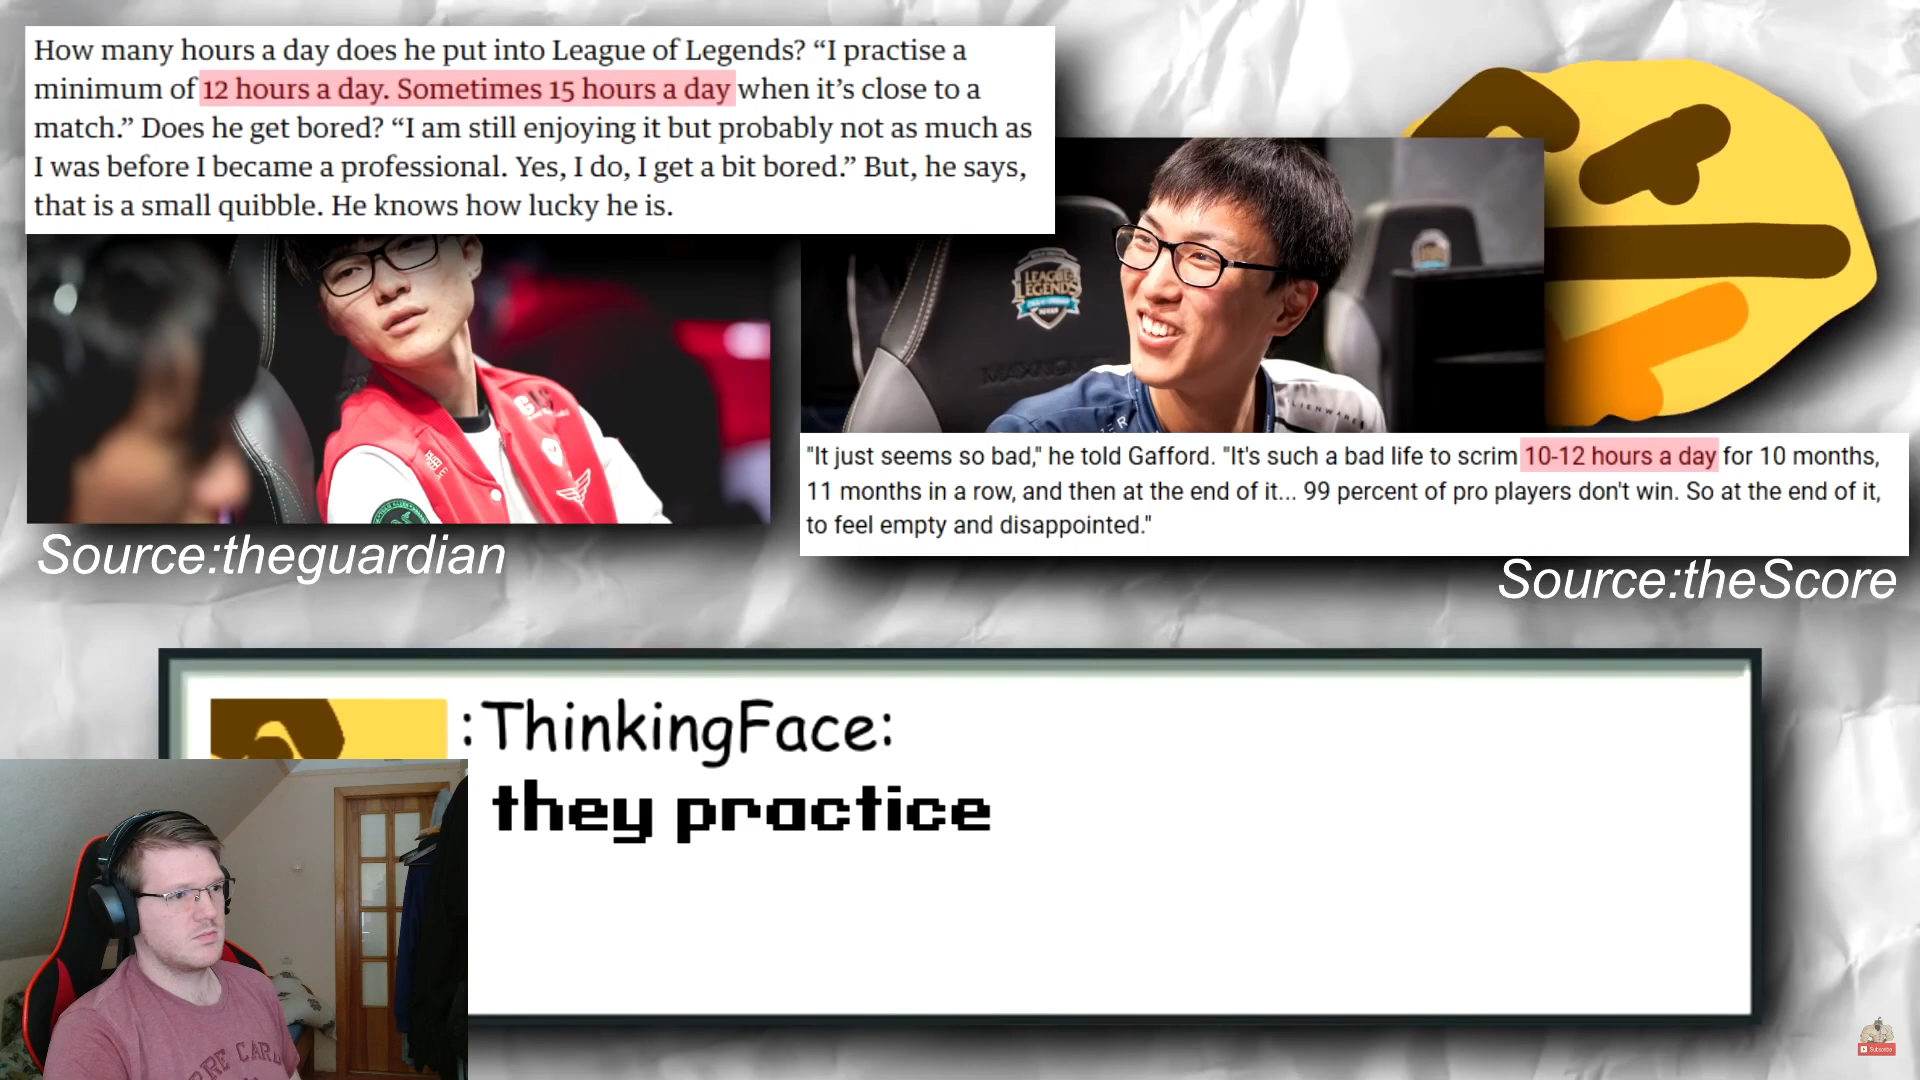 How many hours a day does he put into League of Legends? “I practise a
minimum of 12 hours a day. Sometimes 15 hours a day when it’s close to a
match.” Does he get bored? “I am still enjoying it but probably not as much as
I was before I became a professional. Yes, I do, I get a bit bored.” But, he says,
that is a small quibble. He knows how lucky he is.
LEAGUE
LEGENDS
MAXNOMIC
ALIENWARE
"It just seems so bad," he told Gafford. "It's such a bad life to scrim 10-12 hours a day for 10 months,
11 months in a row, and then at the end of it... 99 percent of pro players don't win. So at the end of it,
to feel empty and disappointed."
Source:theguardian
Source:theScore
:ThinkingFace:
they practice
Subscribe